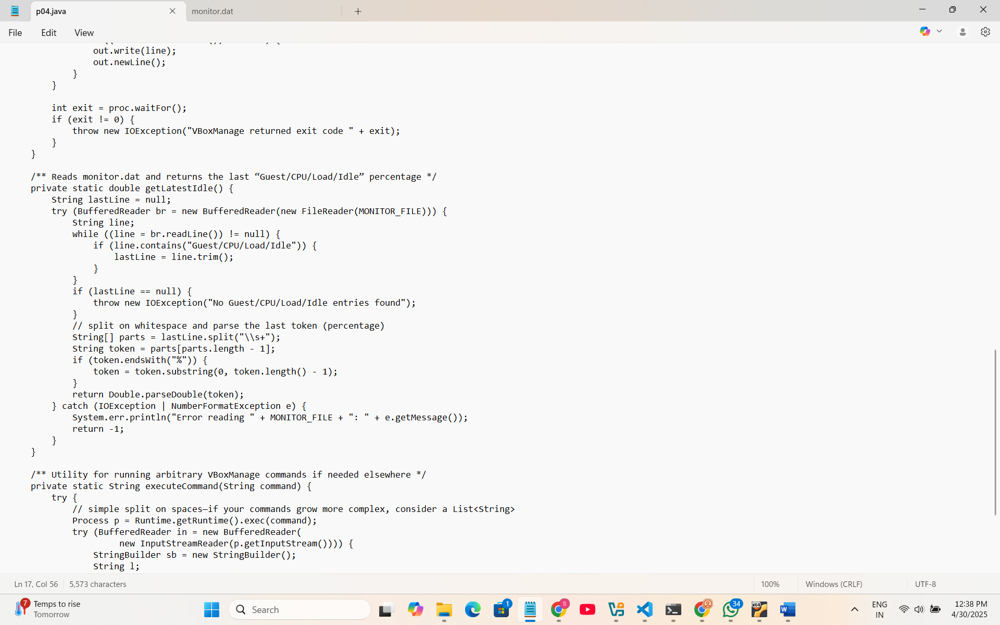 p04.java
monitor.dat
File Edit View
            out.write(line);
            out.newLine();
        }
    }

    int exit = proc.waitFor();
    if (exit != 0) {
        throw new IOException("VBoxManage returned exit code " + exit);
    }
}

/** Reads monitor.dat and returns the last “Guest/CPU/Load/Idle” percentage */
private static double getLatestIdle() {
    String lastLine = null;
    try (BufferedReader br = new BufferedReader(new FileReader(MONITOR_FILE))) {
        String line;
        while ((line = br.readLine()) != null) {
            if (line.contains("Guest/CPU/Load/Idle")) {
                lastLine = line.trim();
            }
        }
        if (lastLine == null) {
            throw new IOException("No Guest/CPU/Load/Idle entries found");
        }
        // split on whitespace and parse the last token (percentage)
        String[] parts = lastLine.split("\\s+");
        String token = parts[parts.length - 1];
        if (token.endsWith("%")) {
            token = token.substring(0, token.length() - 1);
        }
        return Double.parseDouble(token);
    } catch (IOException | NumberFormatException e) {
        System.err.println("Error reading " + MONITOR_FILE + ": " + e.getMessage());
        return -1;
    }
}

/** Utility for running arbitrary VBoxManage commands if needed elsewhere */
private static String executeCommand(String command) {
    try {
        // simple split on spaces—if your commands grow more complex, consider a List<String>
        Process p = Runtime.getRuntime().exec(command);
        try (BufferedReader in = new BufferedReader(
                 new InputStreamReader(p.getInputStream()))) {
            StringBuilder sb = new StringBuilder();
            String l;
Ln 17, Col 56 5,573 characters 100% Windows (CRLF) UTF-8
7
Temps to rise
Tomorrow
Search
1
S
34
x64
W
ENG
IN
12:38 PM
4/30/2025